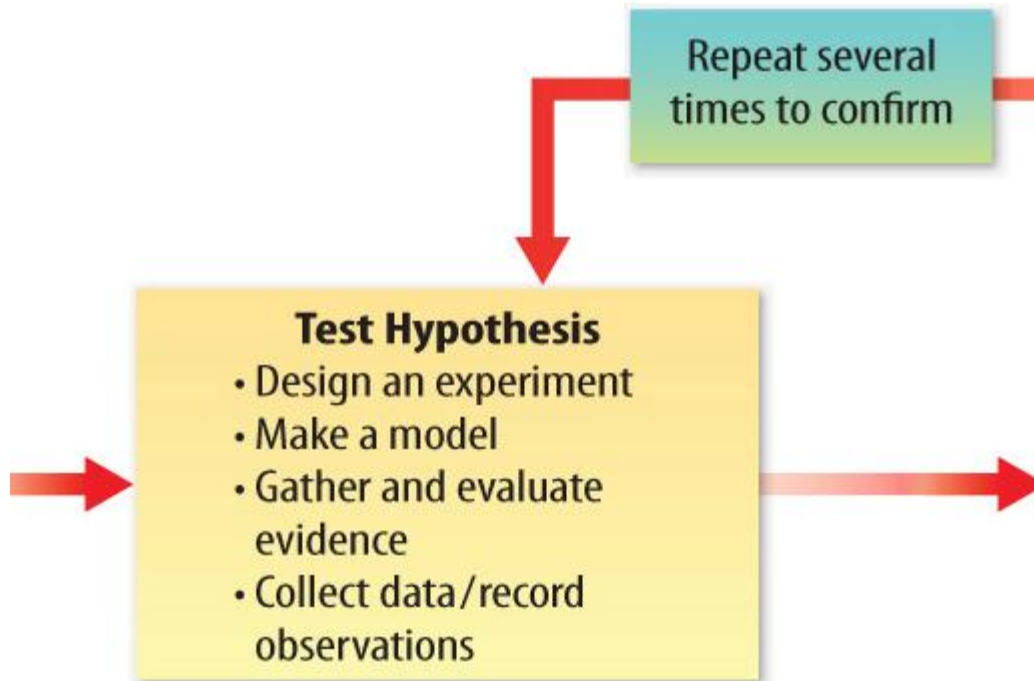 Repeat several
times to confirm
Test Hypothesis
• Design an experiment
• Make a model
• Gather and evaluate
evidence
• Collect data/record
observations